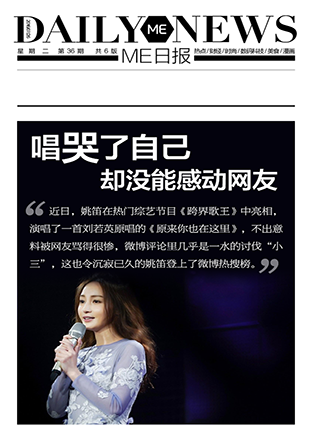 DAILY ME NEWS
星期二 第36期 共6版 ME日报 热点/财经/时尚/数码科技/美食/漫画
唱哭了自己
却没能感动网友
“ 近日，姚笛在热门综艺节目《跨界歌王》中亮相，
演唱了一首刘若英原唱的《原来你也在这里》，不出意
料被网友骂得很惨，微博评论里几乎是一水的讨伐“小
三”，这也令沉寂已久的姚笛登上了微博热搜榜。”